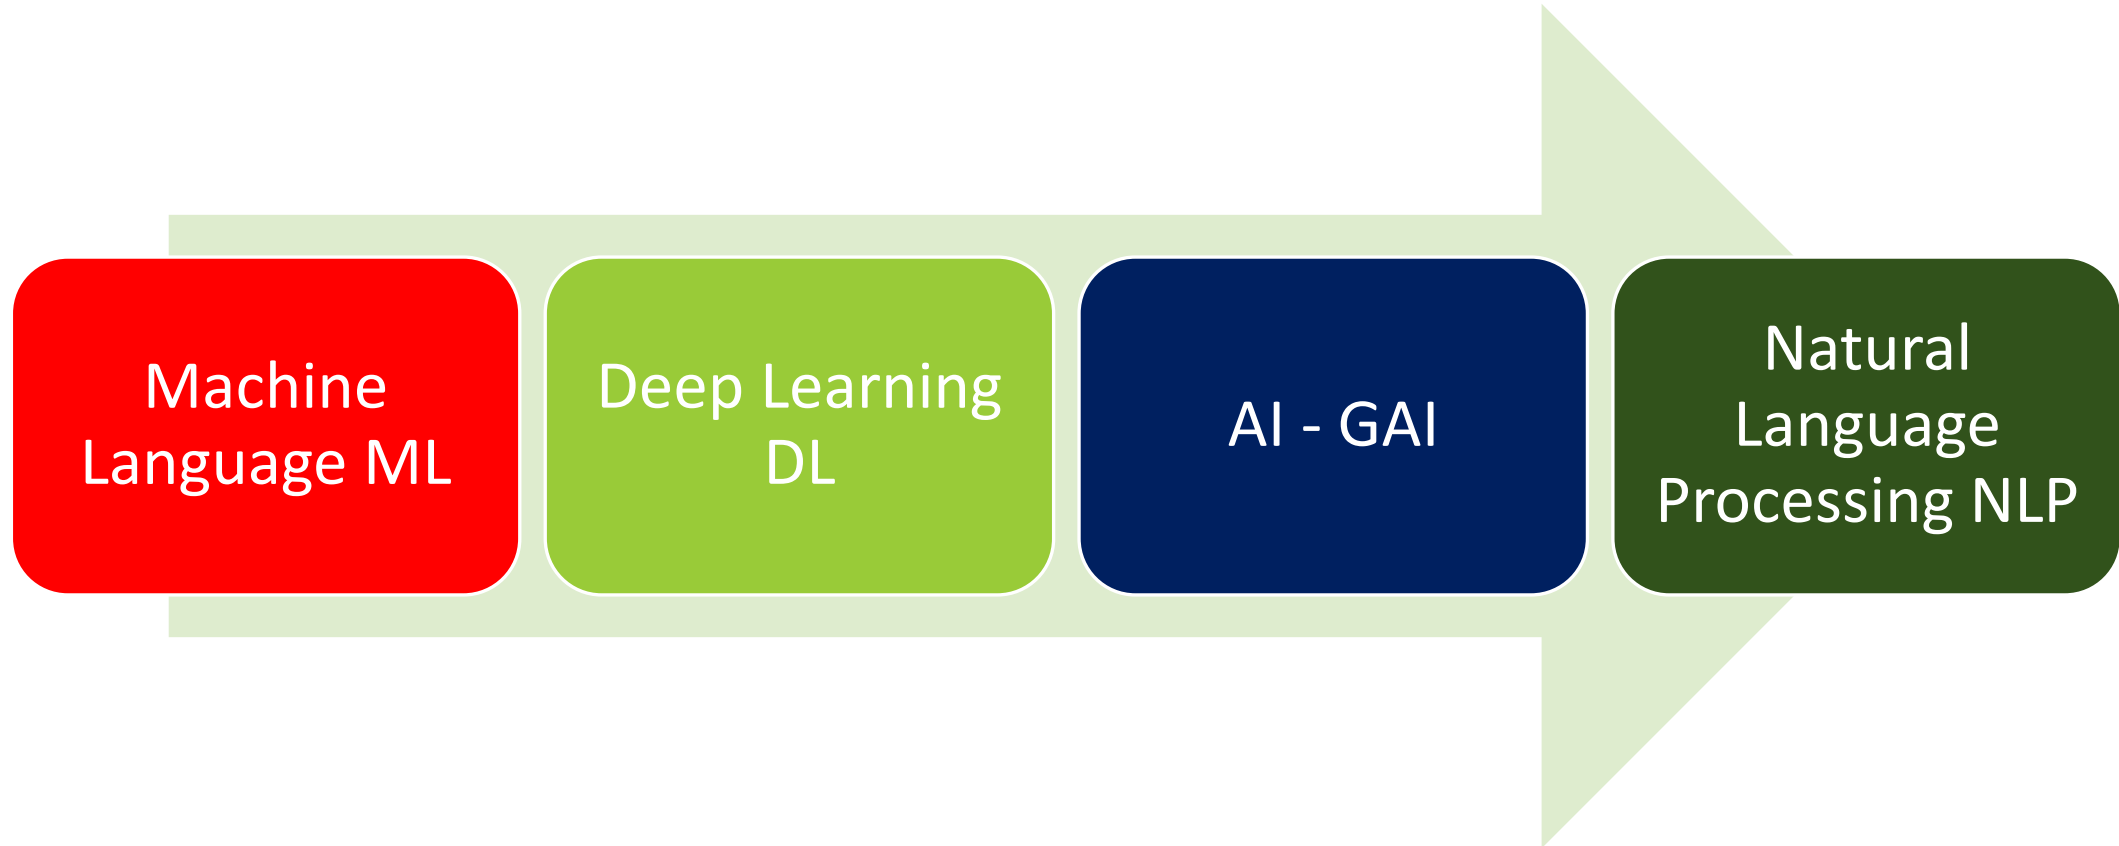 Machine
Language ML
Deep Learning
DL
AI - GAI
Natural
Language
Processing NLP